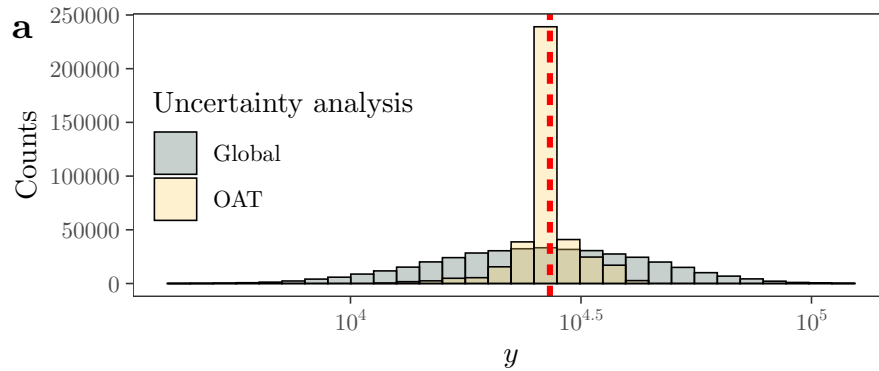 a
Counts
250000
200000
150000
100000
50000
0
Uncertainty analysis
Global
OAT
10^4
10^4.5
10^5
y